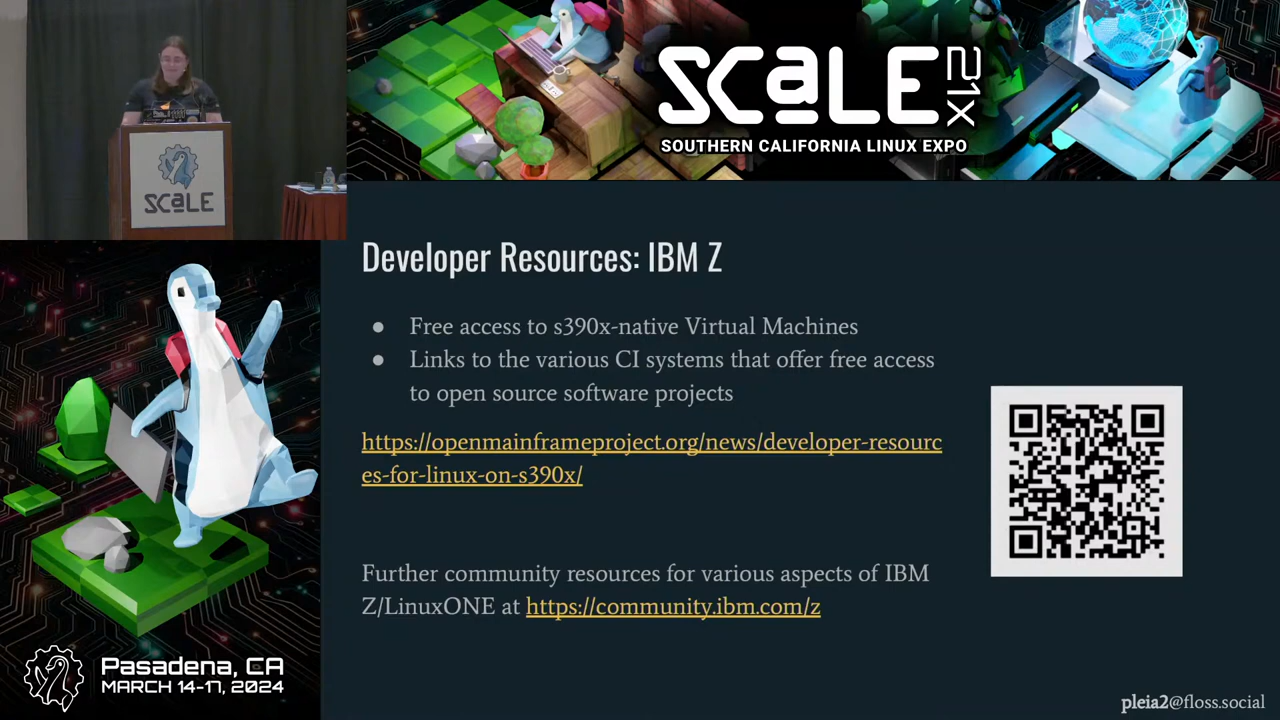 SCALE 21X
SOUTHERN CALIFORNIA LINUX EXPO
SCALE
Developer Resources: IBM Z
● Free access to s390x-native Virtual Machines
● Links to the various CI systems that offer free access
to open source software projects
https://openmainframeproject.org/news/developer-resourc
es-for-linux-on-s390x/
Further community resources for various aspects of IBM
Z/LinuxONE at https://community.ibm.com/z
Pasadena, CA
MARCH 14-17, 2024
pleia2@floss.social